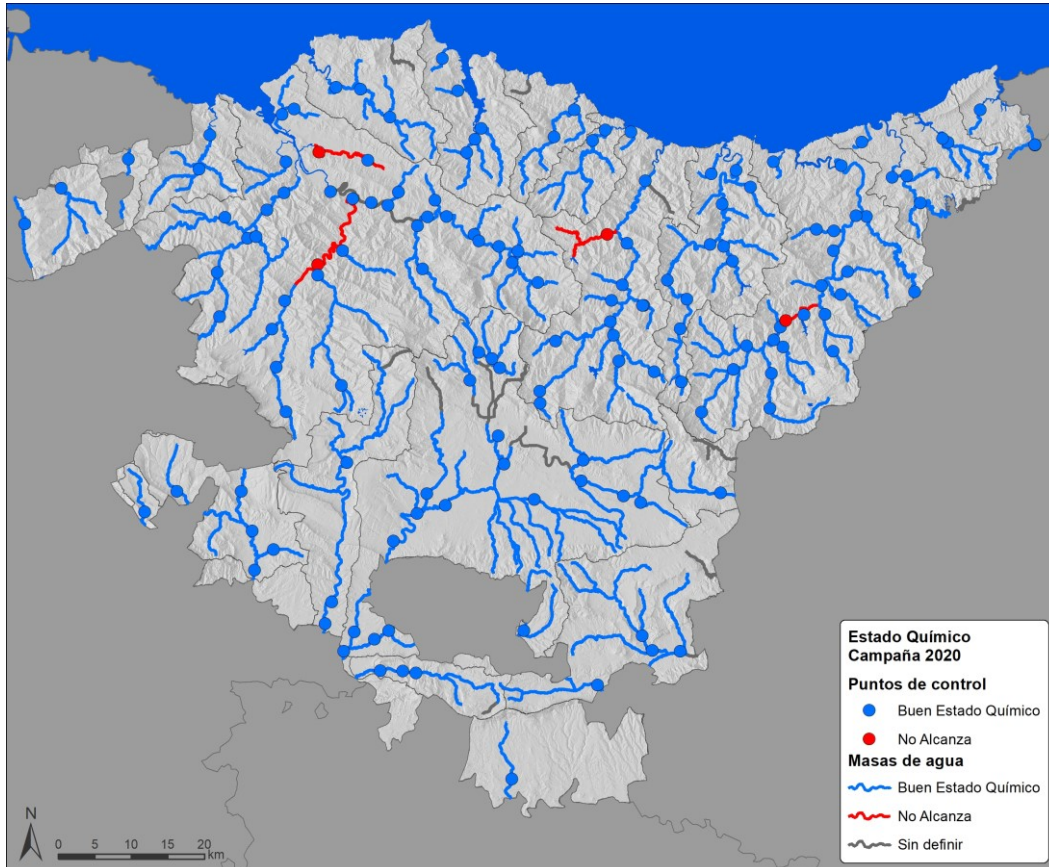 Estado Químico
Campaña 2020
Puntos de control
Buen Estado Químico
No Alcanza
Masas de agua
Buen Estado Químico
No Alcanza
Sin definir
N
0 5 10 15 20
km